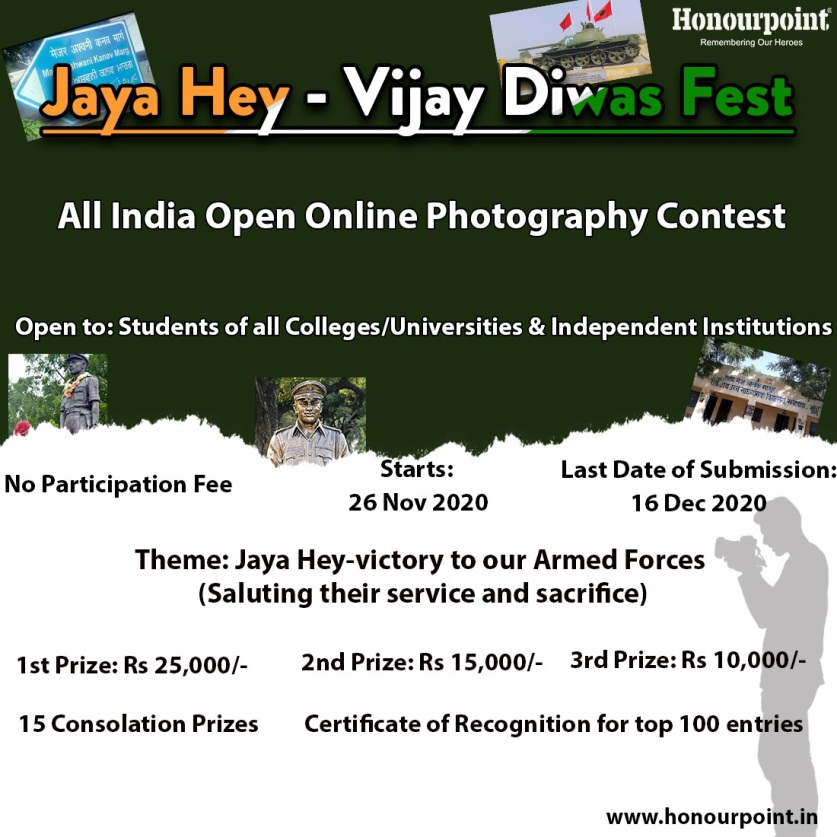 Honourpoint
Remembering Our Heroes
मेजर अश्वनी कनव मार्ग
Jaya Hey - Vijay Diwas Fest
All India Open Online Photography Contest
Open to: Students of all Colleges/Universities & Independent Institutions
No Participation Fee
Starts:
26 Nov 2020
Last Date of Submission:
16 Dec 2020
Theme: Jaya Hey-victory to our Armed Forces
(Saluting their service and sacrifice)
1st Prize: Rs 25,000/-
2nd Prize: Rs 15,000/-
3rd Prize: Rs 10,000/-
15 Consolation Prizes
Certificate of Recognition for top 100 entries
www.honourpoint.in